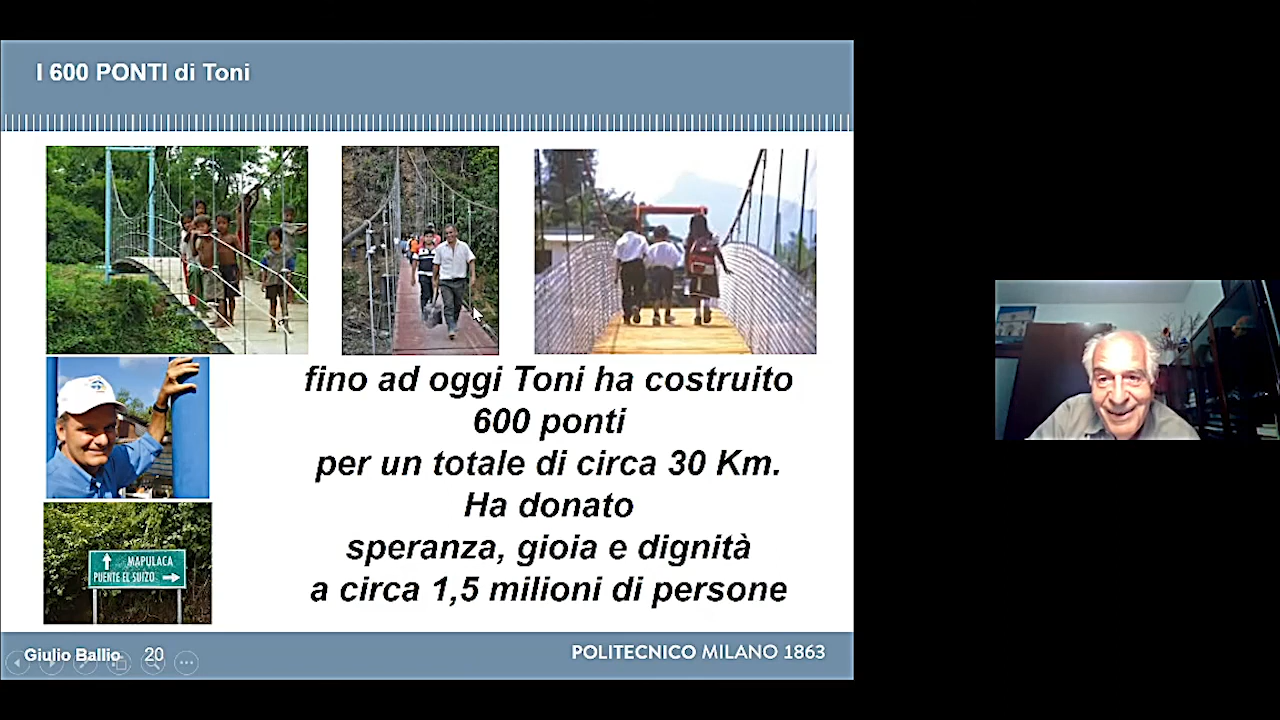 I 600 PONTI di Toni
fino ad oggi Toni ha costruito
600 ponti
per un totale di circa 30 Km.
Ha donato
speranza, gioia e dignità
a circa 1,5 milioni di persone
MAPULACA
PUENTE EL SUIZO
Giulio Ballio 20
POLITECNICO MILANO 1863